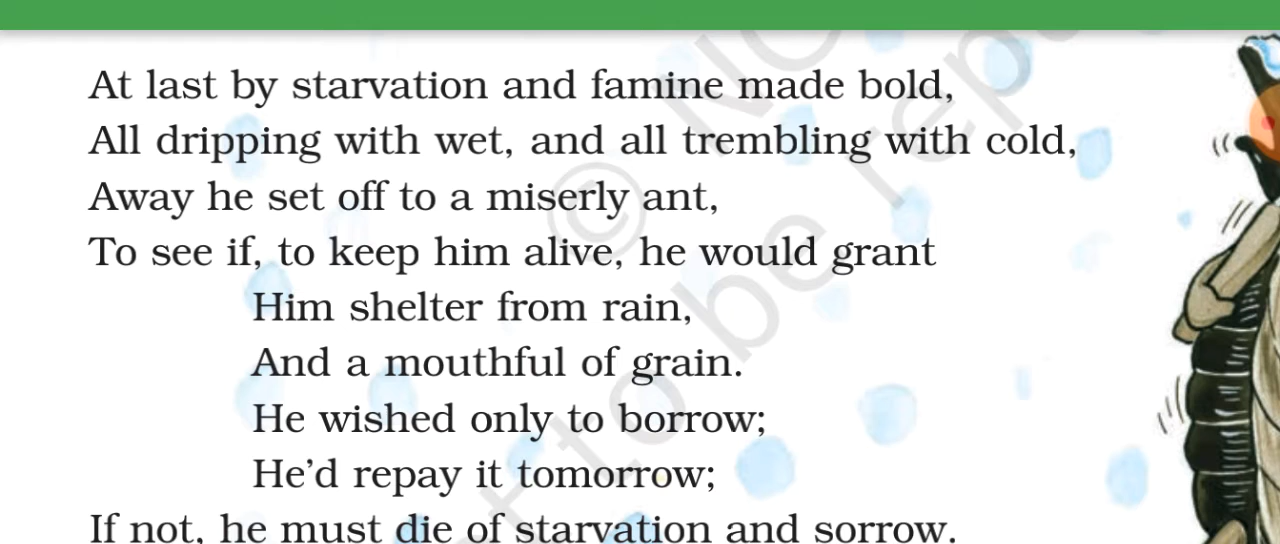 At last by starvation and famine made bold,
All dripping with wet, and all trembling with cold,
Away he set off to a miserly ant,
To see if, to keep him alive, he would grant
Him shelter from rain,
And a mouthful of grain.
He wished only to borrow;
He’d repay it tomorrow;
If not, he must die of starvation and sorrow.